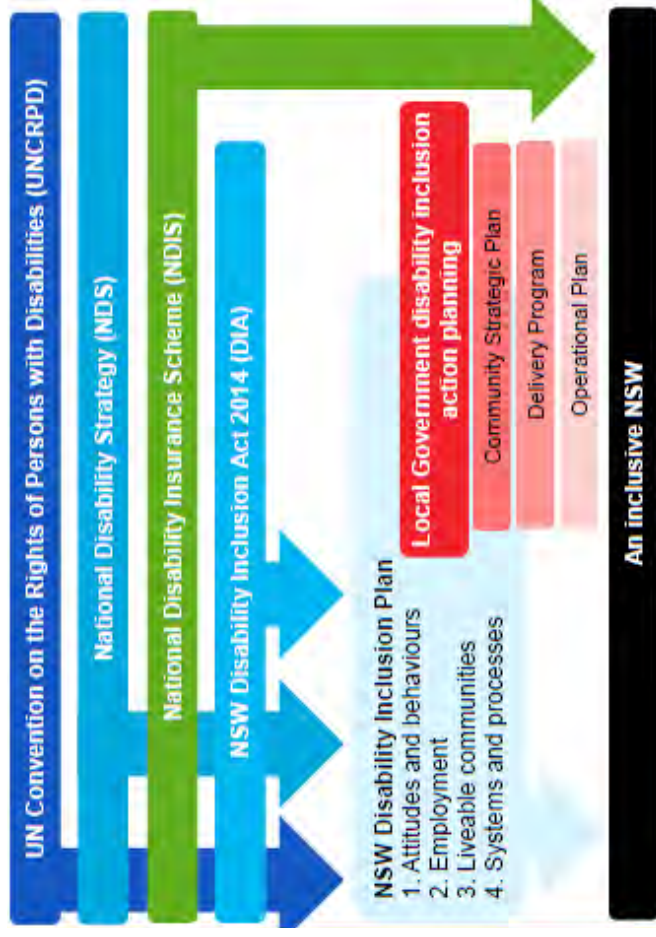 UN Convention on the Rights of Persons with Disabilities (UNCRPD)
National Disability Strategy (NDS)
National Disability Insurance Scheme (NDIS)
NSW Disability Inclusion Act 2014 (DIA)
NSW Disability Inclusion Plan
1. Attitudes and behaviours
2. Employment
3. Liveable communities
4. Systems and processes
Local Government disability inclusion
action planning
Community Strategic Plan
Delivery Program
Operational Plan
An inclusive NSW